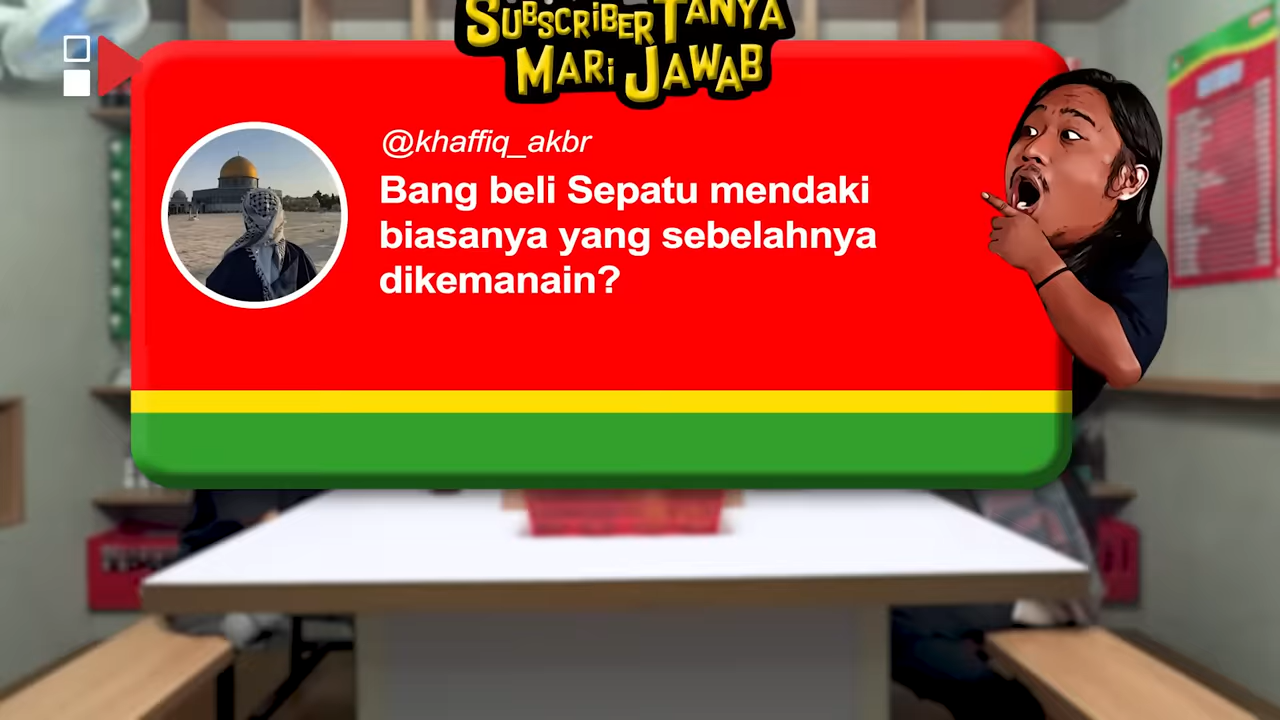 SUBSCRIBER TANYA
MARI JAWAB
@khaffiq_akbr
Bang beli Sepatu mendaki
biasanya yang sebelahnya
dikemanain?